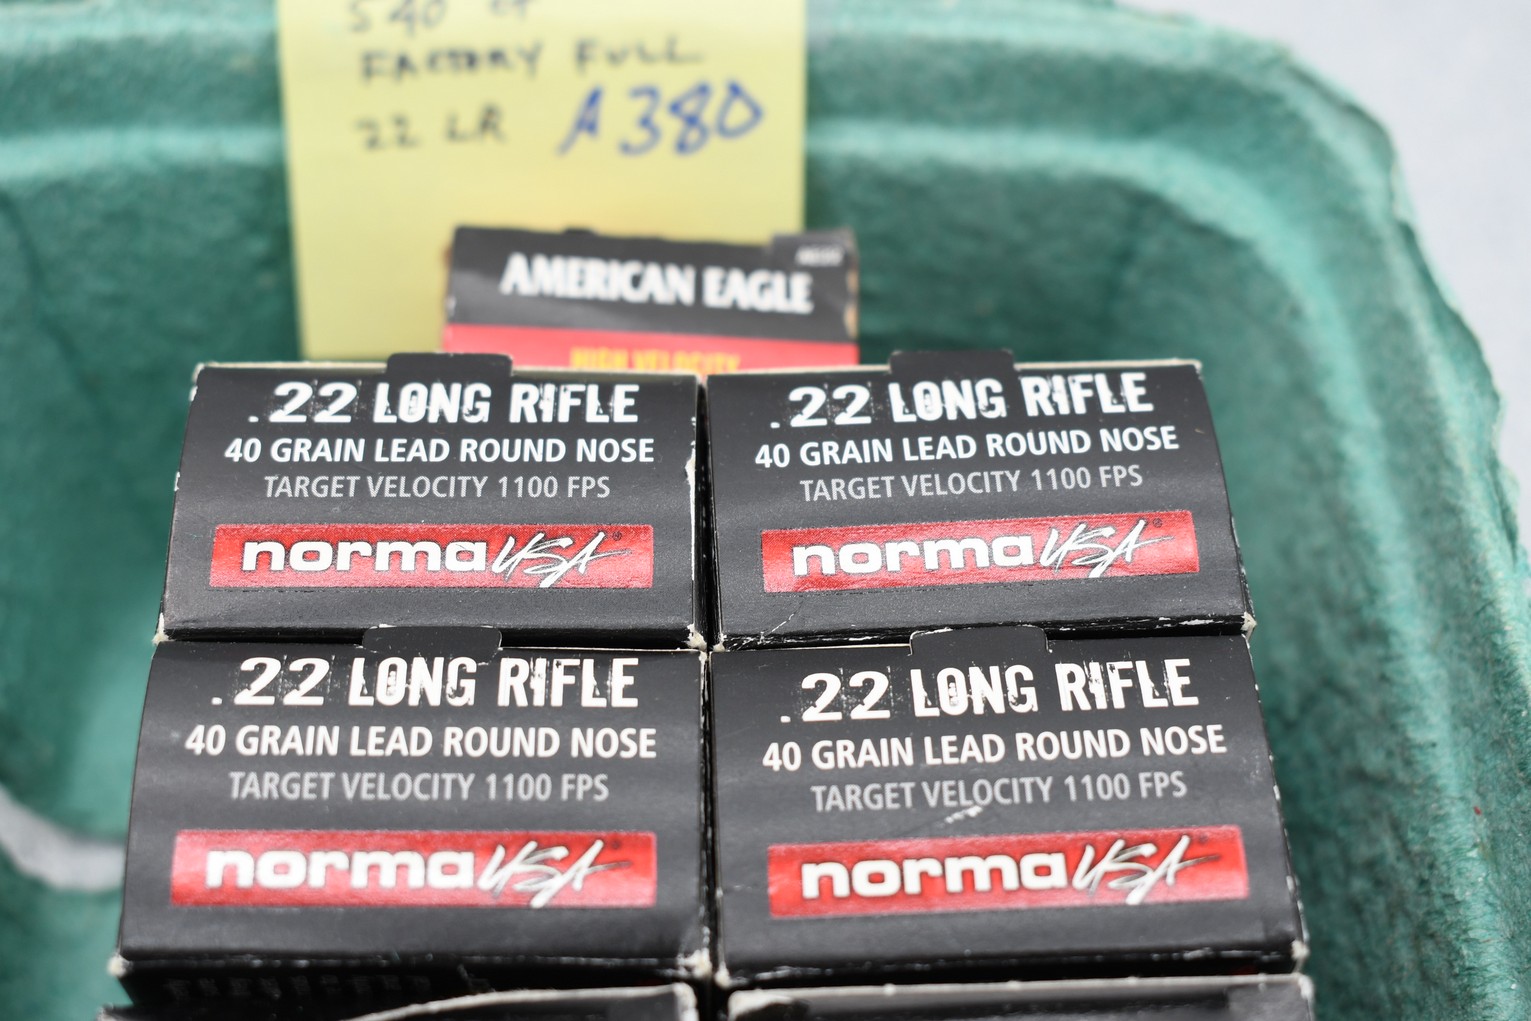 540 ct
FACTORY FULL
22 LR A380
AMERICAN EAGLE
HIGH VELOCITY
.22 LONG RIFLE
40 GRAIN LEAD ROUND NOSE
TARGET VELOCITY 1100 FPS
norma USA®
.22 LONG RIFLE
40 GRAIN LEAD ROUND NOSE
TARGET VELOCITY 1100 FPS
norma USA®
.22 LONG RIFLE
40 GRAIN LEAD ROUND NOSE
TARGET VELOCITY 1100 FPS
norma USA®
.22 LONG RIFLE
40 GRAIN LEAD ROUND NOSE
TARGET VELOCITY 1100 FPS
norma USA®